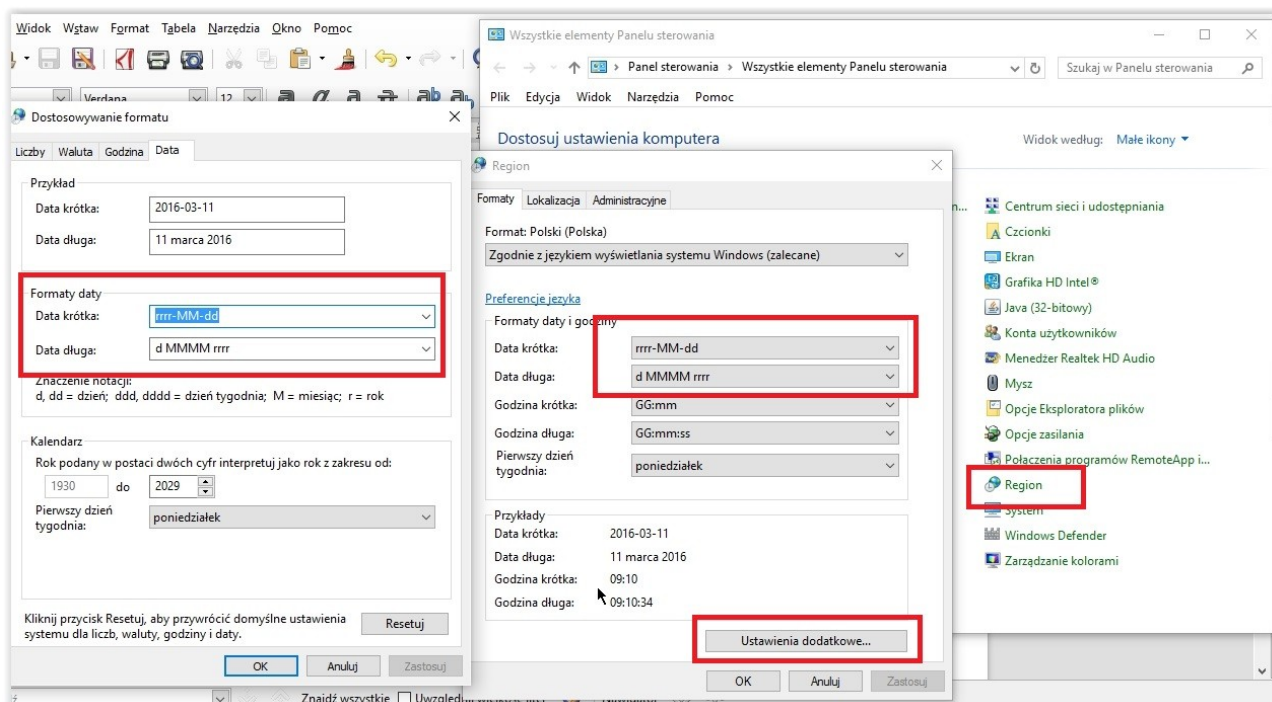 Widok Wstaw Format Tabela Narzędzia Okno Pomoc
Verdana 12
Dostosowywanie formatu
Liczby Waluta Godzina Data
Przykład
Data krótka: 2016-03-11
Data długa: 11 marca 2016
Formaty daty
Data krótka: rrrr-MM-dd
Data długa: d MMMM rrrr
Znaczenie notacji:
d, dd = dzień; ddd, dddd = dzień tygodnia; M = miesiąc; r = rok
Kalendarz
Rok podany w postaci dwóch cyfr interpretuj jako rok z zakresu od:
1930 do 2029
Pierwszy dzień
tygodnia: poniedziałek
Kliknij przycisk Resetuj, aby przywrócić domyślne ustawienia
systemu dla liczb, waluty, godziny i daty.
Resetuj
OK Anuluj Zastosuj
Znajdź wszystkie
Wszystkie elementy Panelu sterowania
Panel sterowania > Wszystkie elementy Panelu sterowania
Szukaj w Panelu sterowania
Plik Edycja Widok Narzędzia Pomoc
Dostosuj ustawienia komputera
Widok według: Małe ikony
Region
Formaty Lokalizacja Administracyjne
Format: Polski (Polska)
Zgodnie z językiem wyświetlania systemu Windows (zalecane)
Preferencje języka
Formaty daty i godziny
Data krótka: rrrr-MM-dd
Data długa: d MMMM rrrr
Godzina krótka: GG:mm
Godzina długa: GG:mm:ss
Pierwszy dzień
tygodnia: poniedziałek
Przykłady
Data krótka: 2016-03-11
Data długa: 11 marca 2016
Godzina krótka: 09:10
Godzina długa: 09:10:34
Ustawienia dodatkowe...
OK Anuluj Zastosuj
Centrum sieci i udostępniania
Czcionki
Ekran
Grafika HD Intel®
Java (32-bitowy)
Konta użytkowników
Menedżer Realtek HD Audio
Mysz
Opcje Eksploratora plików
Opcje zasilania
Połączenia programów RemoteApp i...
Region
System
Windows Defender
Zarządzanie kolorami